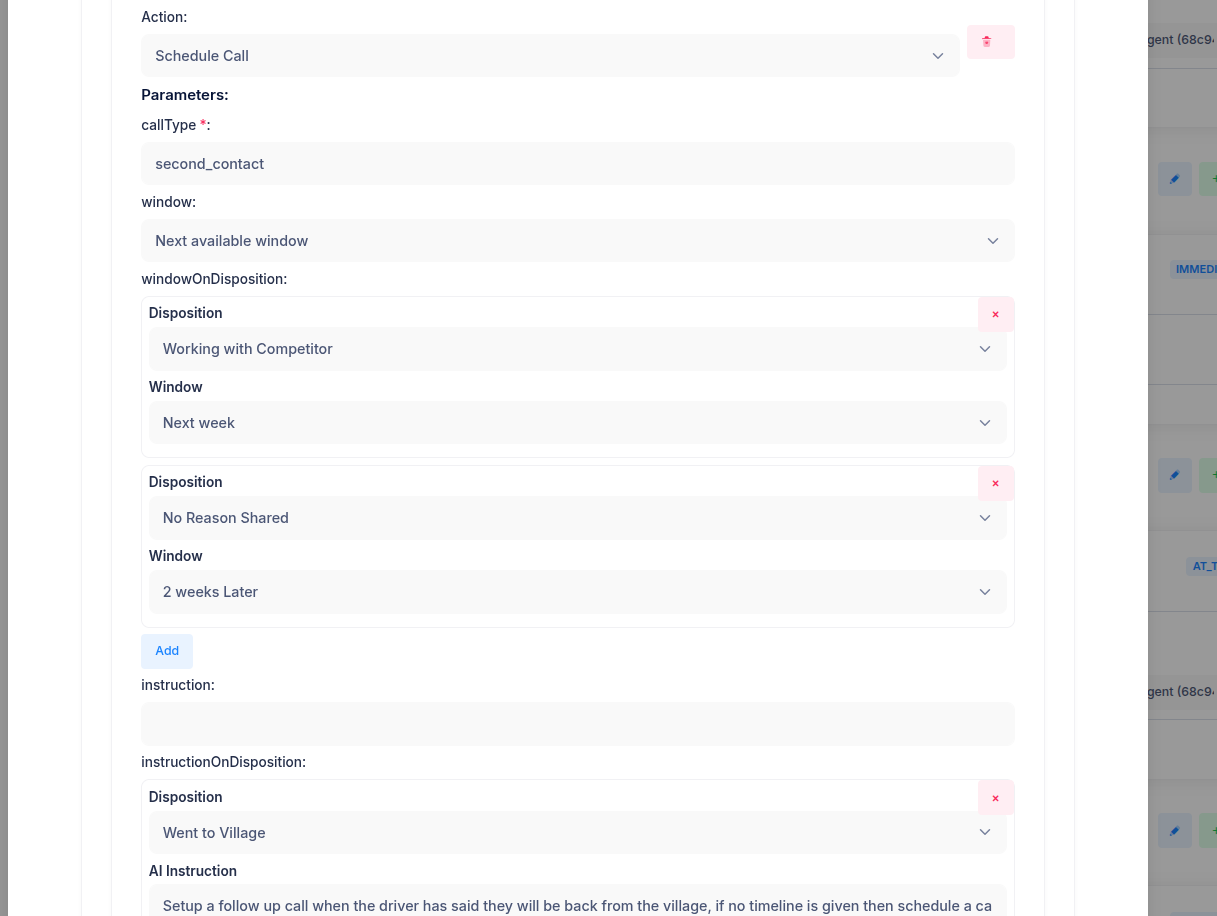 Action:
Schedule Call
Parameters:
callType *:
second_contact
window:
Next available window
windowOnDisposition:
Disposition
×
Working with Competitor
Window
Next week
Disposition
×
No Reason Shared
Window
2 weeks Later
Add
instruction:
instructionOnDisposition:
Disposition
×
Went to Village
AI Instruction
Setup a follow up call when the driver has said they will be back from the village, if no timeline is given then schedule a ca
gent (68c94
IMMEDI
AT_T
gent (68c94